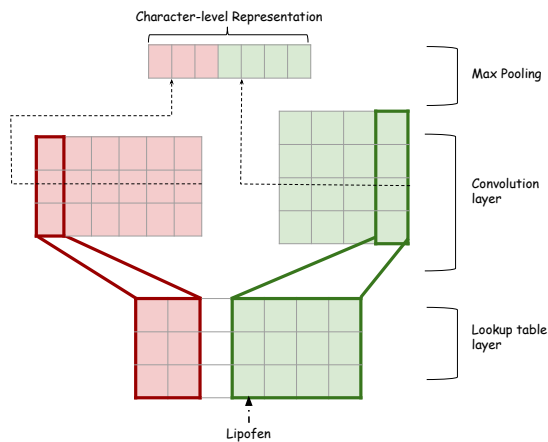 Character-level Representation
Max Pooling
Convolution
layer
Lookup table
layer
Lipofen